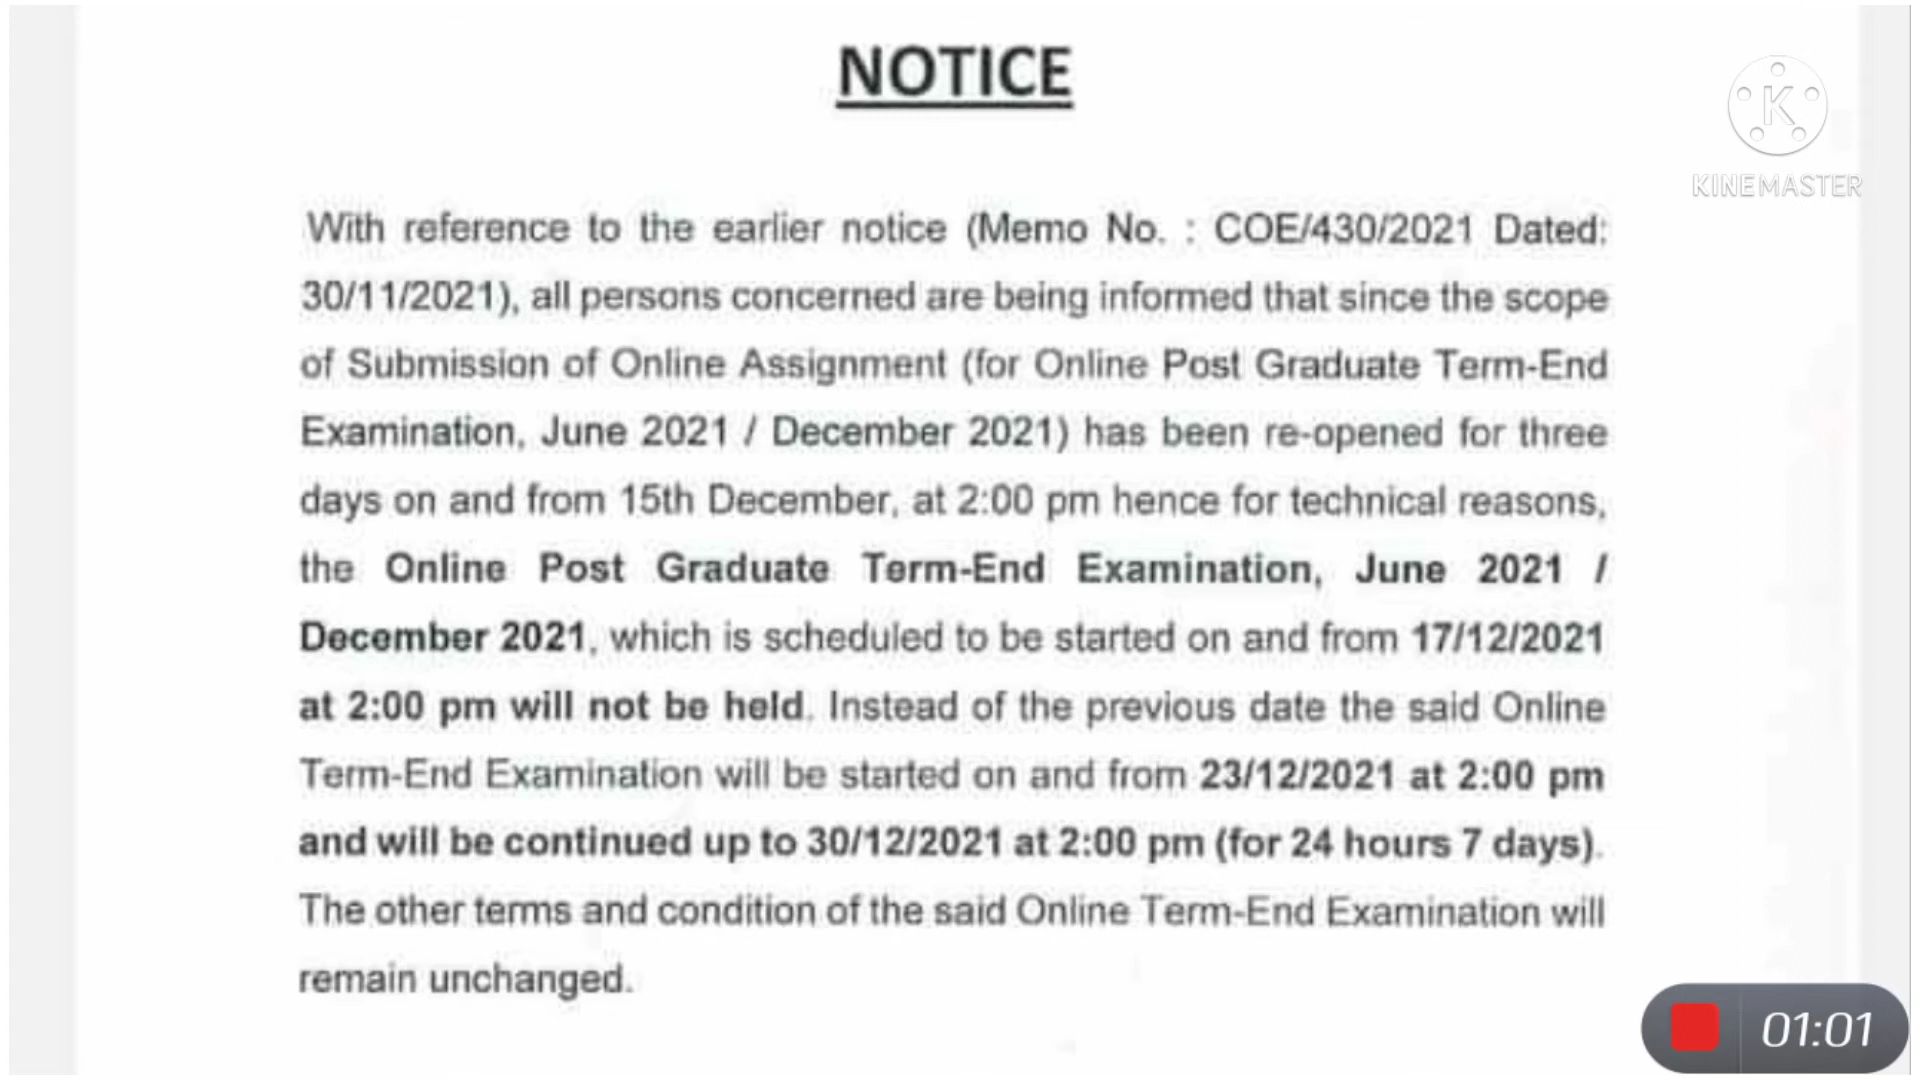 NOTICE
K
KINEMASTER
With reference to the earlier notice (Memo No. : COE/430/2021 Dated:
30/11/2021), all persons concerned are being informed that since the scope
of Submission of Online Assignment (for Online Post Graduate Term-End
Examination, June 2021 / December 2021) has been re-opened for three
days on and from 15th December, at 2:00 pm hence for technical reasons,
the Online Post Graduate Term-End Examination, June 2021 /
December 2021, which is scheduled to be started on and from 17/12/2021
at 2:00 pm will not be held. Instead of the previous date the said Online
Term-End Examination will be started on and from 23/12/2021 at 2:00 pm
and will be continued up to 30/12/2021 at 2:00 pm (for 24 hours 7 days).
The other terms and condition of the said Online Term-End Examination will
remain unchanged.
01:01